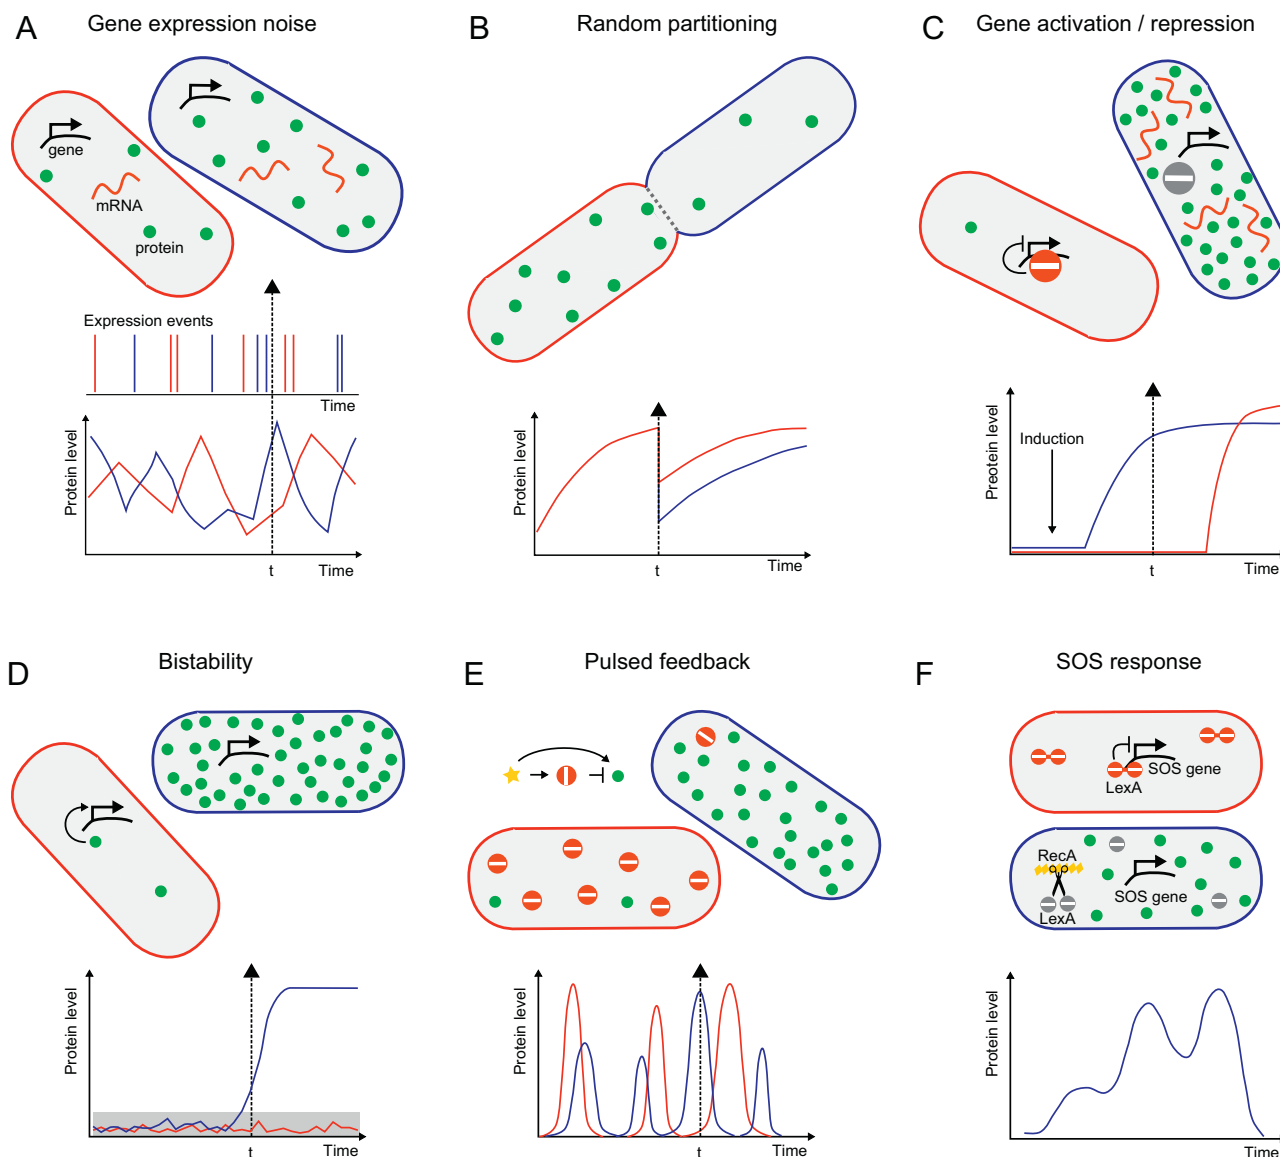 A
Gene expression noise
gene
mRNA
protein
Expression events
Time
Protein level
t
Time
B
Random partitioning
Protein level
t
Time
C
Gene activation / repression
Preotein level
Induction
t
Time
D
Bistability
Protein level
t
Time
E
Pulsed feedback
Protein level
t
Time
F
SOS response
SOS gene
LexA
RecA
SOS gene
LexA
Protein level
Time